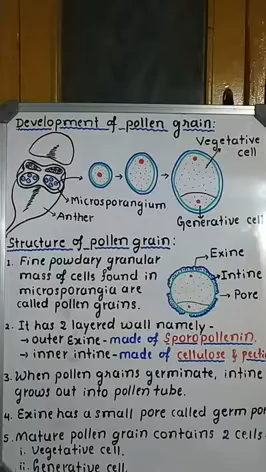 Development of pollen grain:
Vegetative
cell
Microsporangium
Anther
Generative cell
Structure of pollen grain:
1. Fine powdary granular
mass of cells found in
microsporangia are
called pollen grains.
Exine
Intine
Pore
2. It has 2 layered wall namely -
→ outer Exine - made of Sporopollenin.
→ inner intine - made of cellulose & pecti
3. When pollen grains germinate, intine
grows out into pollen tube.
4. Exine has a small pore called germ por
5. Mature pollen grain contains 2 cells
i. Vegetative cell.
ii. Generative cell.